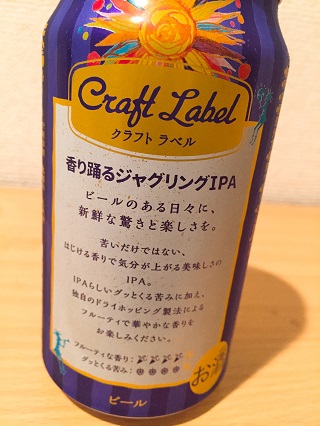 Craft Label
クラフト ラベル
香り踊るジャグリングIPA
ビールのある日々に、
新鮮な驚きと楽しさを。
苦いだけではない、
はじける香りで気分が上がる美味しさの
IPA。
IPAらしいグッとくる苦みに加え、
独自のドライホッピング製法による
フルーティで華やかな香りを
お楽しみください。
フルーティな香り:
グッとくる苦み:
お酒
ビール